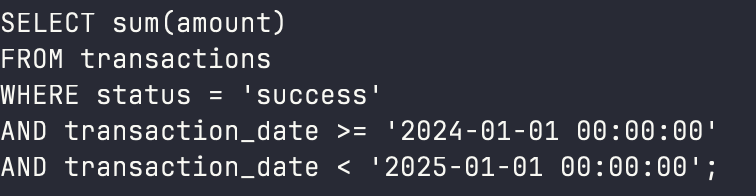 SELECT sum(amount)
FROM transactions
WHERE status = 'success'
AND transaction_date >= '2024-01-01 00:00:00'
AND transaction_date < '2025-01-01 00:00:00';